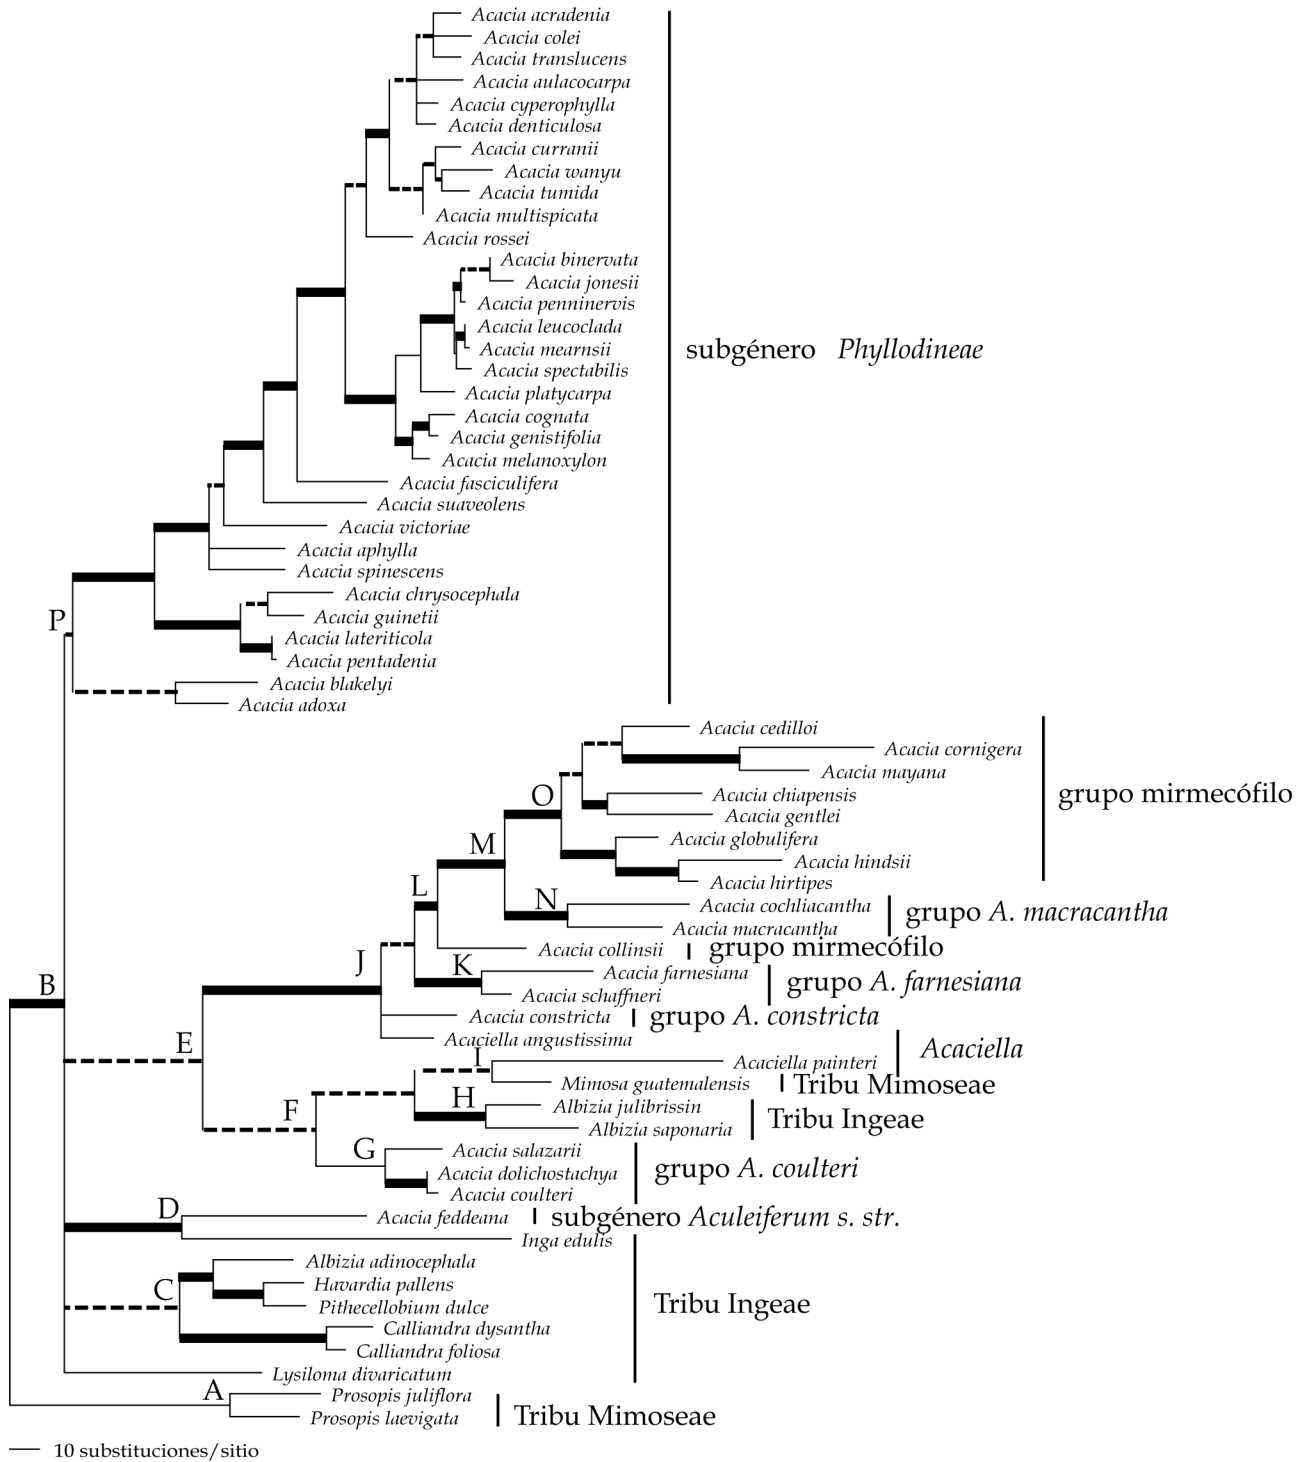 Acacia acradenia
Acacia colei
Acacia translucens
Acacia aulacocarpa
Acacia cyperophylla
Acacia denticulosa
Acacia curranii
Acacia wanyu
Acacia tumida
Acacia multispicata
Acacia rossei
Acacia binervata
Acacia jonesii
Acacia penninervis
Acacia leucoclada
Acacia mearnsii
subgénero Phyllodineae
Acacia spectabilis
Acacia platycarpa
Acacia cognata
Acacia genistifolia
Acacia melanoxylon
Acacia fasciculifera
Acacia suaveolens
Acacia victoriae
Acacia aphylla
Acacia spinescens
Acacia chrysocephala
Acacia guinetii
P
Acacia lateriticola
Acacia pentadenia
Acacia blakelyi
Acacia adoxa
Acacia cedilloi
Acacia cornigera
Acacia mayana
O
Acacia chiapensis
grupo mirmecófilo
Acacia gentlei
Acacia globulifera
M
Acacia hindsii
Acacia hirtipes
L
N
Acacia cochliacantha
grupo A. macracantha
Acacia macracantha
Acacia collinsii
grupo mirmecófilo
J
K
Acacia farnesiana
grupo A. farnesiana
B
Acacia schaffneri
Acacia constricta
grupo A. constricta
E
Acaciella angustissima
Acaciella
I
Acaciella painteri
Mimosa guatemalensis
Tribu Mimoseae
H
Albizia julibrissin
F
Tribu Ingeae
Albizia saponaria
G
Acacia salazarii
Acacia dolichostachya
grupo A. coulteri
Acacia coulteri
D
Acacia feddeana
subgénero Aculeiferum s. str.
Inga edulis
Albizia adinocephala
C
Havardia pallens
Pithecellobium dulce
Tribu Ingeae
Calliandra dysantha
Calliandra foliosa
Lysiloma divaricatum
A
Prosopis juliflora
Prosopis laevigata
Tribu Mimoseae
10 substituciones/sitio